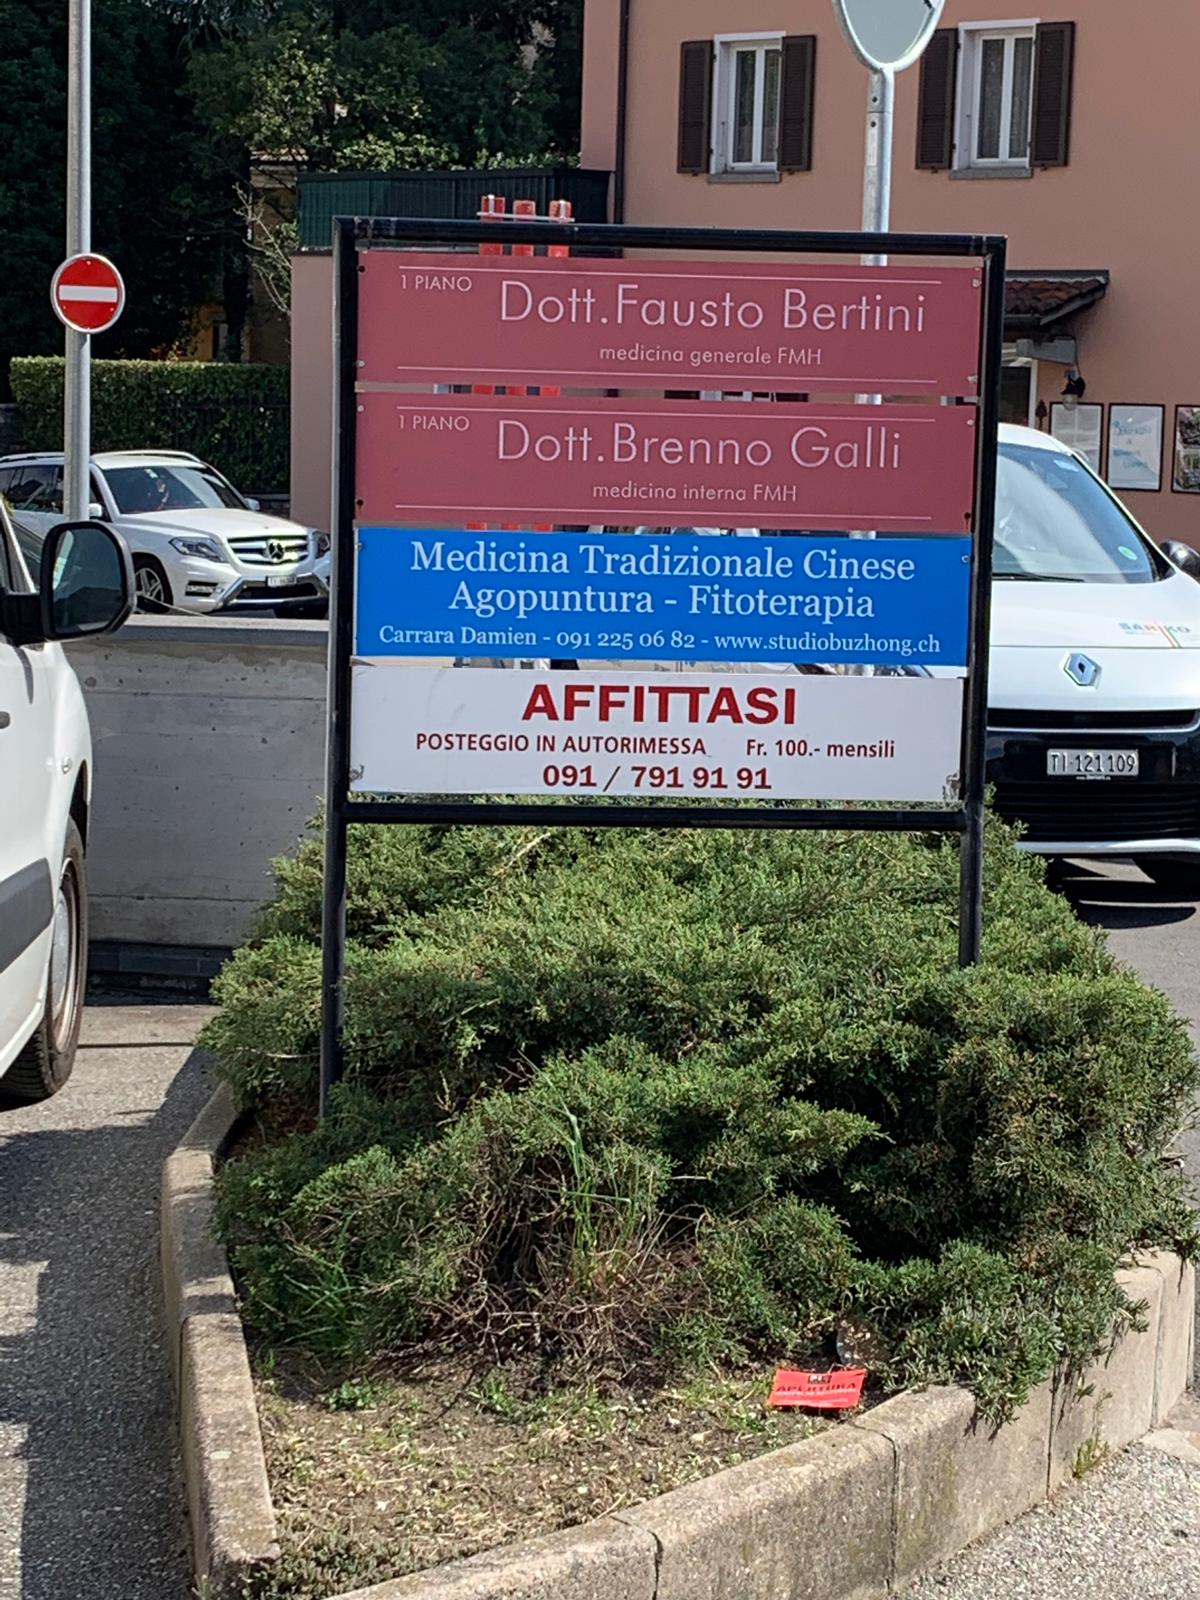 1 PIANO
Dott.Fausto Bertini
medicina generale FMH
1 PIANO
Dott.Brenno Galli
medicina interna FMH
Medicina Tradizionale Cinese
Agopuntura - Fitoterapia
Carrara Damien - 091 225 06 82 - www.studiobuzhong.ch
AFFITTASI
POSTEGGIO IN AUTORIMESSA Fr. 100.- mensili
091 / 791 91 91
TI·121109